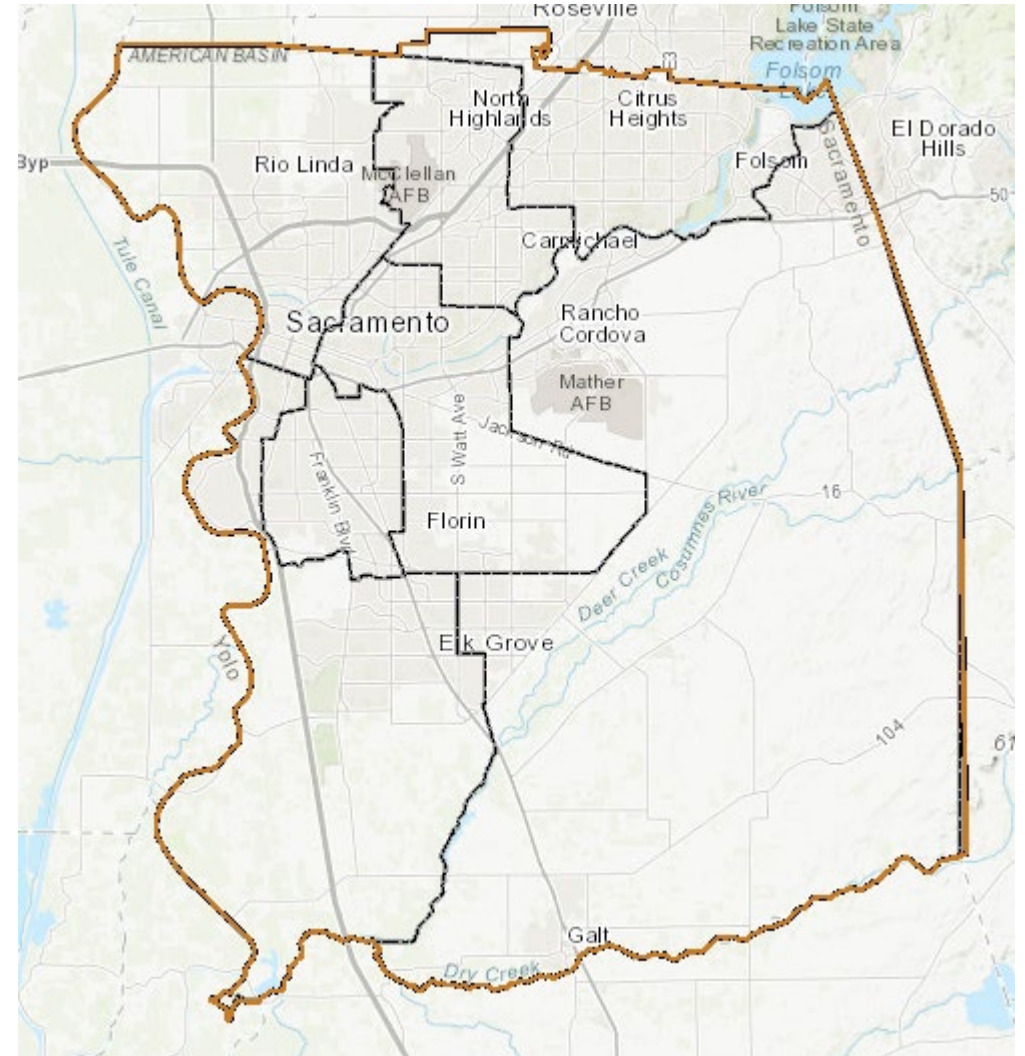 Roseville
Folsom
Lake State
Recreation Area
Folsom
Lake
AMERICAN BASIN
North
Highlands
Citrus
Heights
El Dorado
Hills
Byp
Rio Linda
McClellan
AFB
Folsom
Sacramento
50
Carmichael
Tule Canal
Sacramento
Rancho
Cordova
Mather
AFB
S Watt Ave
Jackson Rd
Franklin Blvd
Florin
16
Deer Creek
Cosumnes River
Yolo
Elk Grove
104
61
Galt
Dry Creek